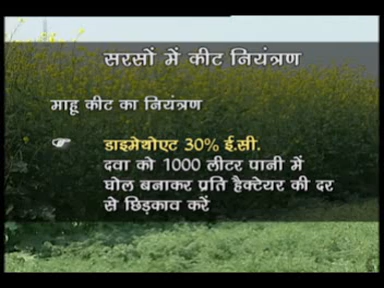 सरसों में कीट नियंत्रण
माहू कीट का नियंत्रण
डाइमेथोएट 30% ई.सी.
दवा को 1000 लीटर पानी में
घोल बनाकर प्रति हैक्टेयर की दर
से छिड़काव करें